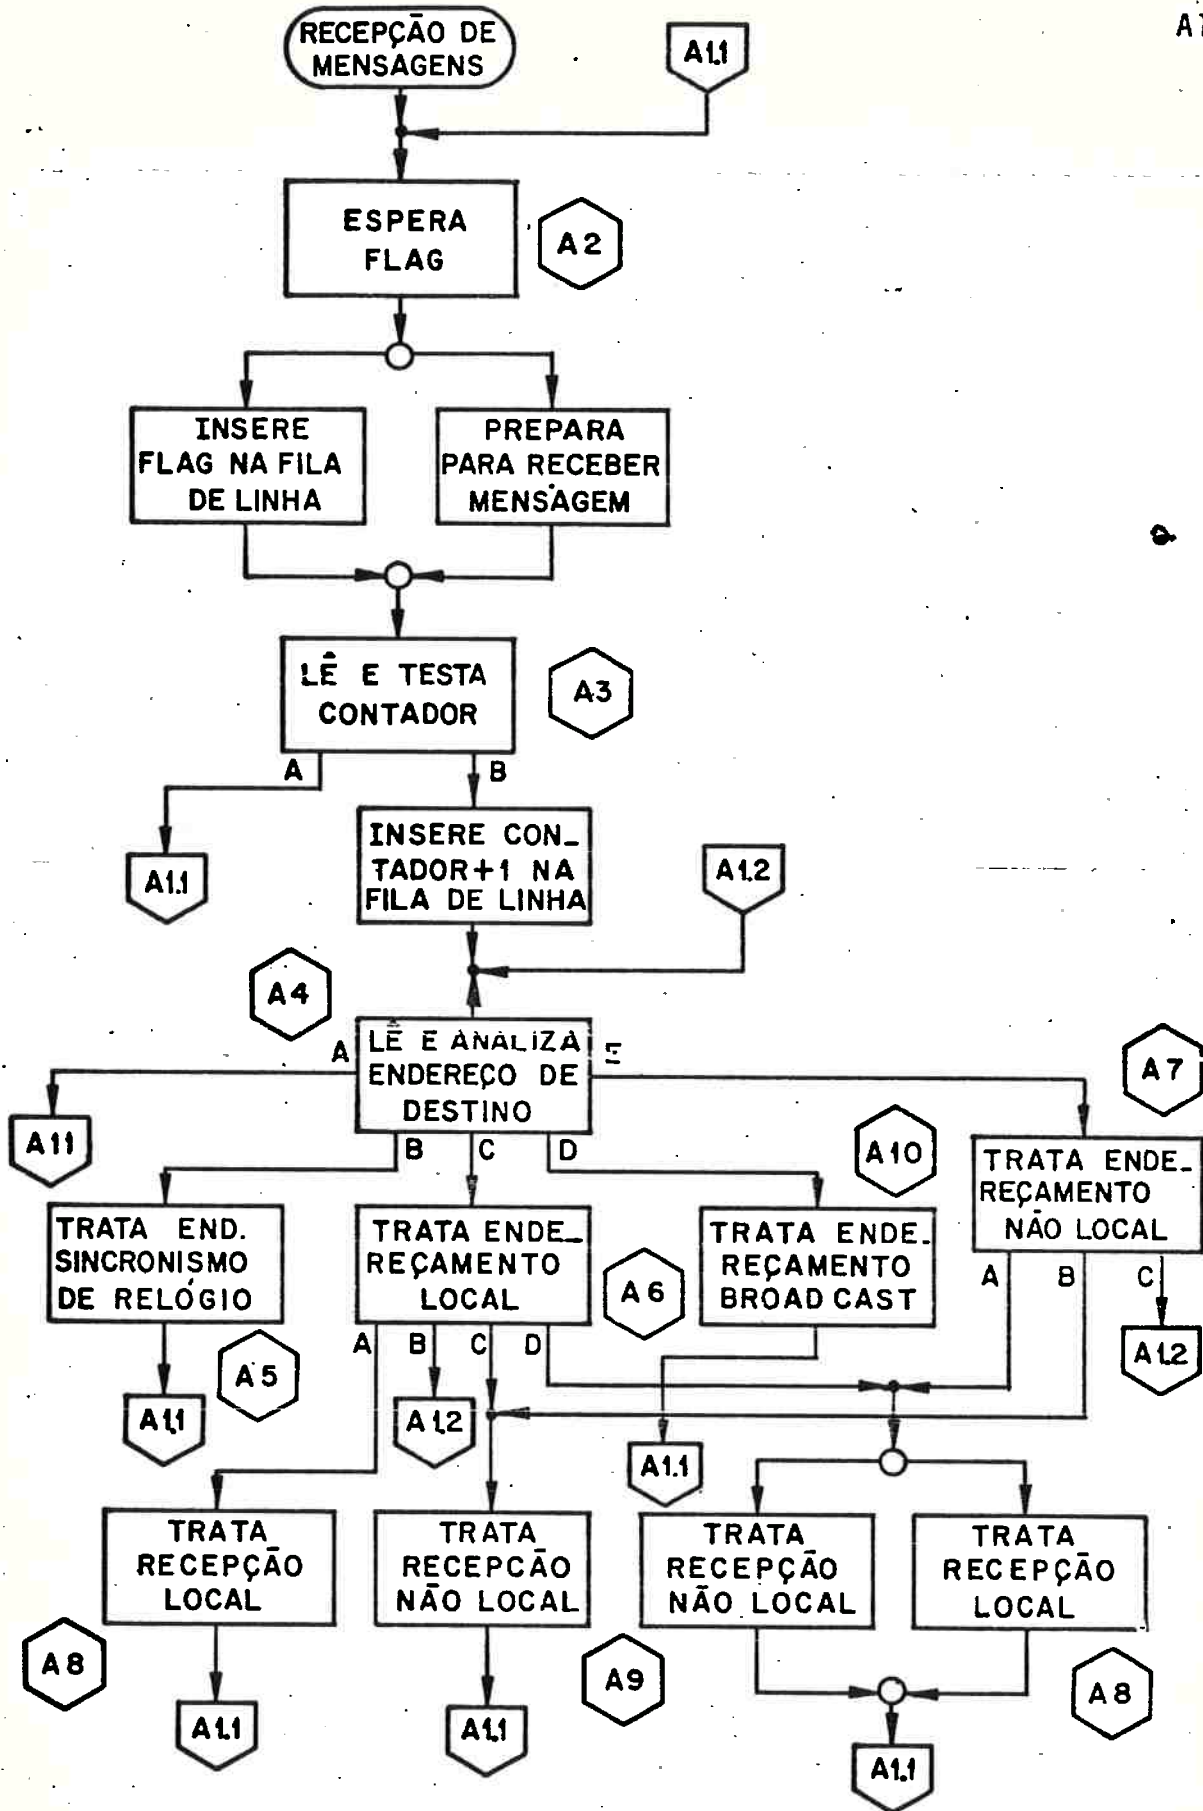 RECEPÇÃO DE
MENSAGENS
A1.1
ESPERA
FLAG
A2
INSERE
FLAG NA FILA
DE LINHA
PREPARA
PARA RECEBER
MENSAGEM
LÊ E TESTA
CONTADOR
A3
A
B
A1.1
INSERE CON_
TADOR+1 NA
FILA DE LINHA
A1.2
A4
LÊ E ANALIZA
ENDEREÇO DE
DESTINO
A
B
C
D
A11
A7
A10
TRATA ENDE_
REÇAMENTO
NÃO LOCAL
A
B
C
A1.2
TRATA END.
SINCRONISMO
DE RELÓGIO
A5
A1.1
TRATA ENDE_
REÇAMENTO
LOCAL
A6
A
B
C
D
A1.2
TRATA ENDE_
REÇAMENTO
BROAD CAST
A1.1
TRATA
RECEPÇÃO
LOCAL
A8
A1.1
TRATA
RECEPCÃO
NÃO LOCAL
A9
A1.1
TRATA
RECEPÇÃO
NÃO LOCAL
TRATA
RECEPÇÃO
LOCAL
A8
A1.1